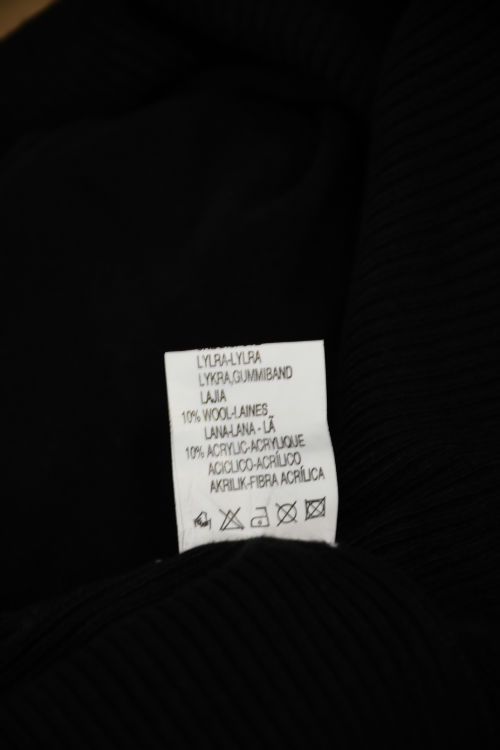 LYLRA-LYLRA
LYKRA,GUMMIBAND
LAJIA
10% WOOL-LAINES
LANA-LANA - LÃ
10% ACRYLIC-ACRYLIQUE
ACICLICO-ACRÍLICO
AKRILIK-FIBRA ACRÍLICA